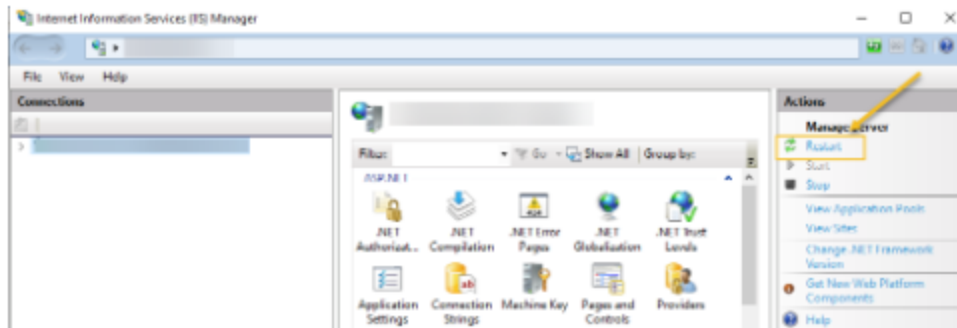 Internet Information Services (IIS) Manager
File View Help
Connections
Filter: Go Show All Group by:
ASP.NET
.NET Authorizat...
.NET Compilation
.NET Error Pages
.NET Globalization
.NET Trust Levels
Application Settings
Connection Strings
Machine Key
Pages and Controls
Providers
Actions
Manage Server
Restart
Start
Stop
View Application Pools
View Sites
Change .NET Framework
Version
Get New Web Platform
Components
Help